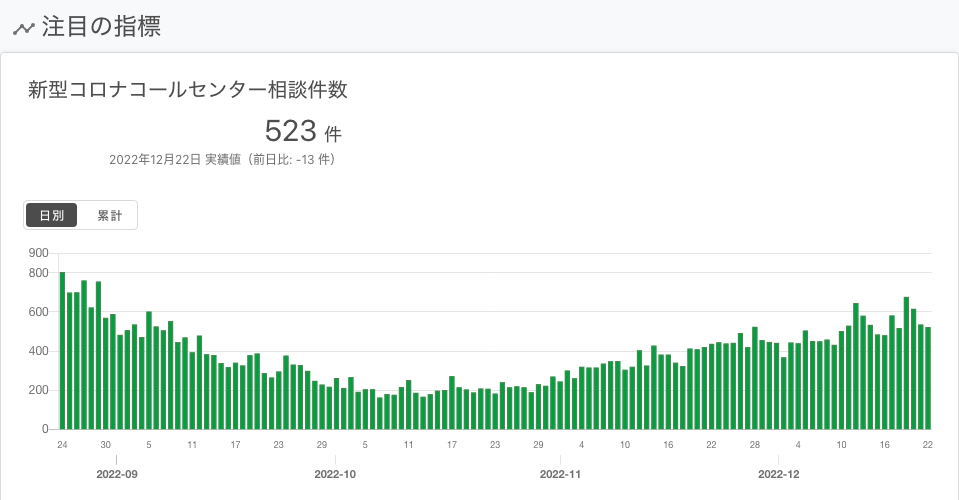 注目の指標
新型コロナコールセンター相談件数
523 件
2022年12月22日 実績値（前日比: -13 件）
日別 累計
900
800
600
400
200
0
24 30 5 11 17 23 29 5 11 17 23 29 4 10 16 22 28 4 10 16 22
2022-09 2022-10 2022-11 2022-12